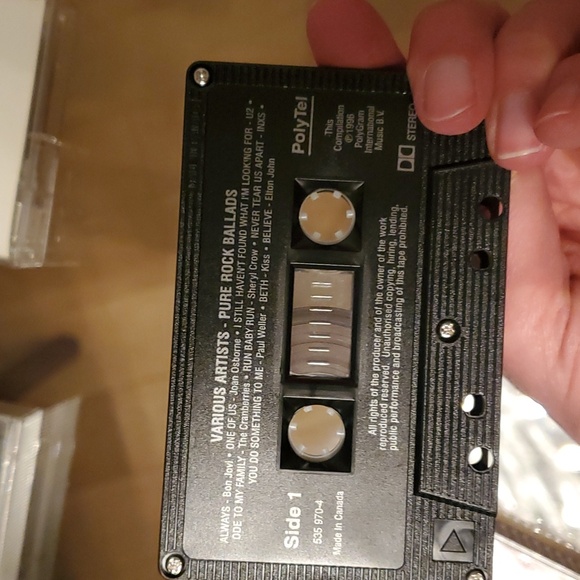 VARIOUS ARTISTS - PURE ROCK BALLADS
ALWAYS - Bon Jovi • ONE OF US - Joan Osborne • I STILL HAVEN'T FOUND WHAT I'M LOOKING FOR - U2 •
ODE TO MY FAMILY - The Cranberries • RUN BABY RUN - Sheryl Crow • NEVER TEAR US APART - INXS •
YOU DO SOMETHING TO ME - Paul Weller • BETH - Kiss • BELIEVE - Elton John
Side 1
535 970-4
Made in Canada
PolyTel
This
Compilation
℗ 1996
PolyGram
International
Music B.V.
STEREO
All rights of the producer and of the owner of the work
reproduced reserved. Unauthorised copying, hiring, lending,
public performance and broadcasting of this tape prohibited.